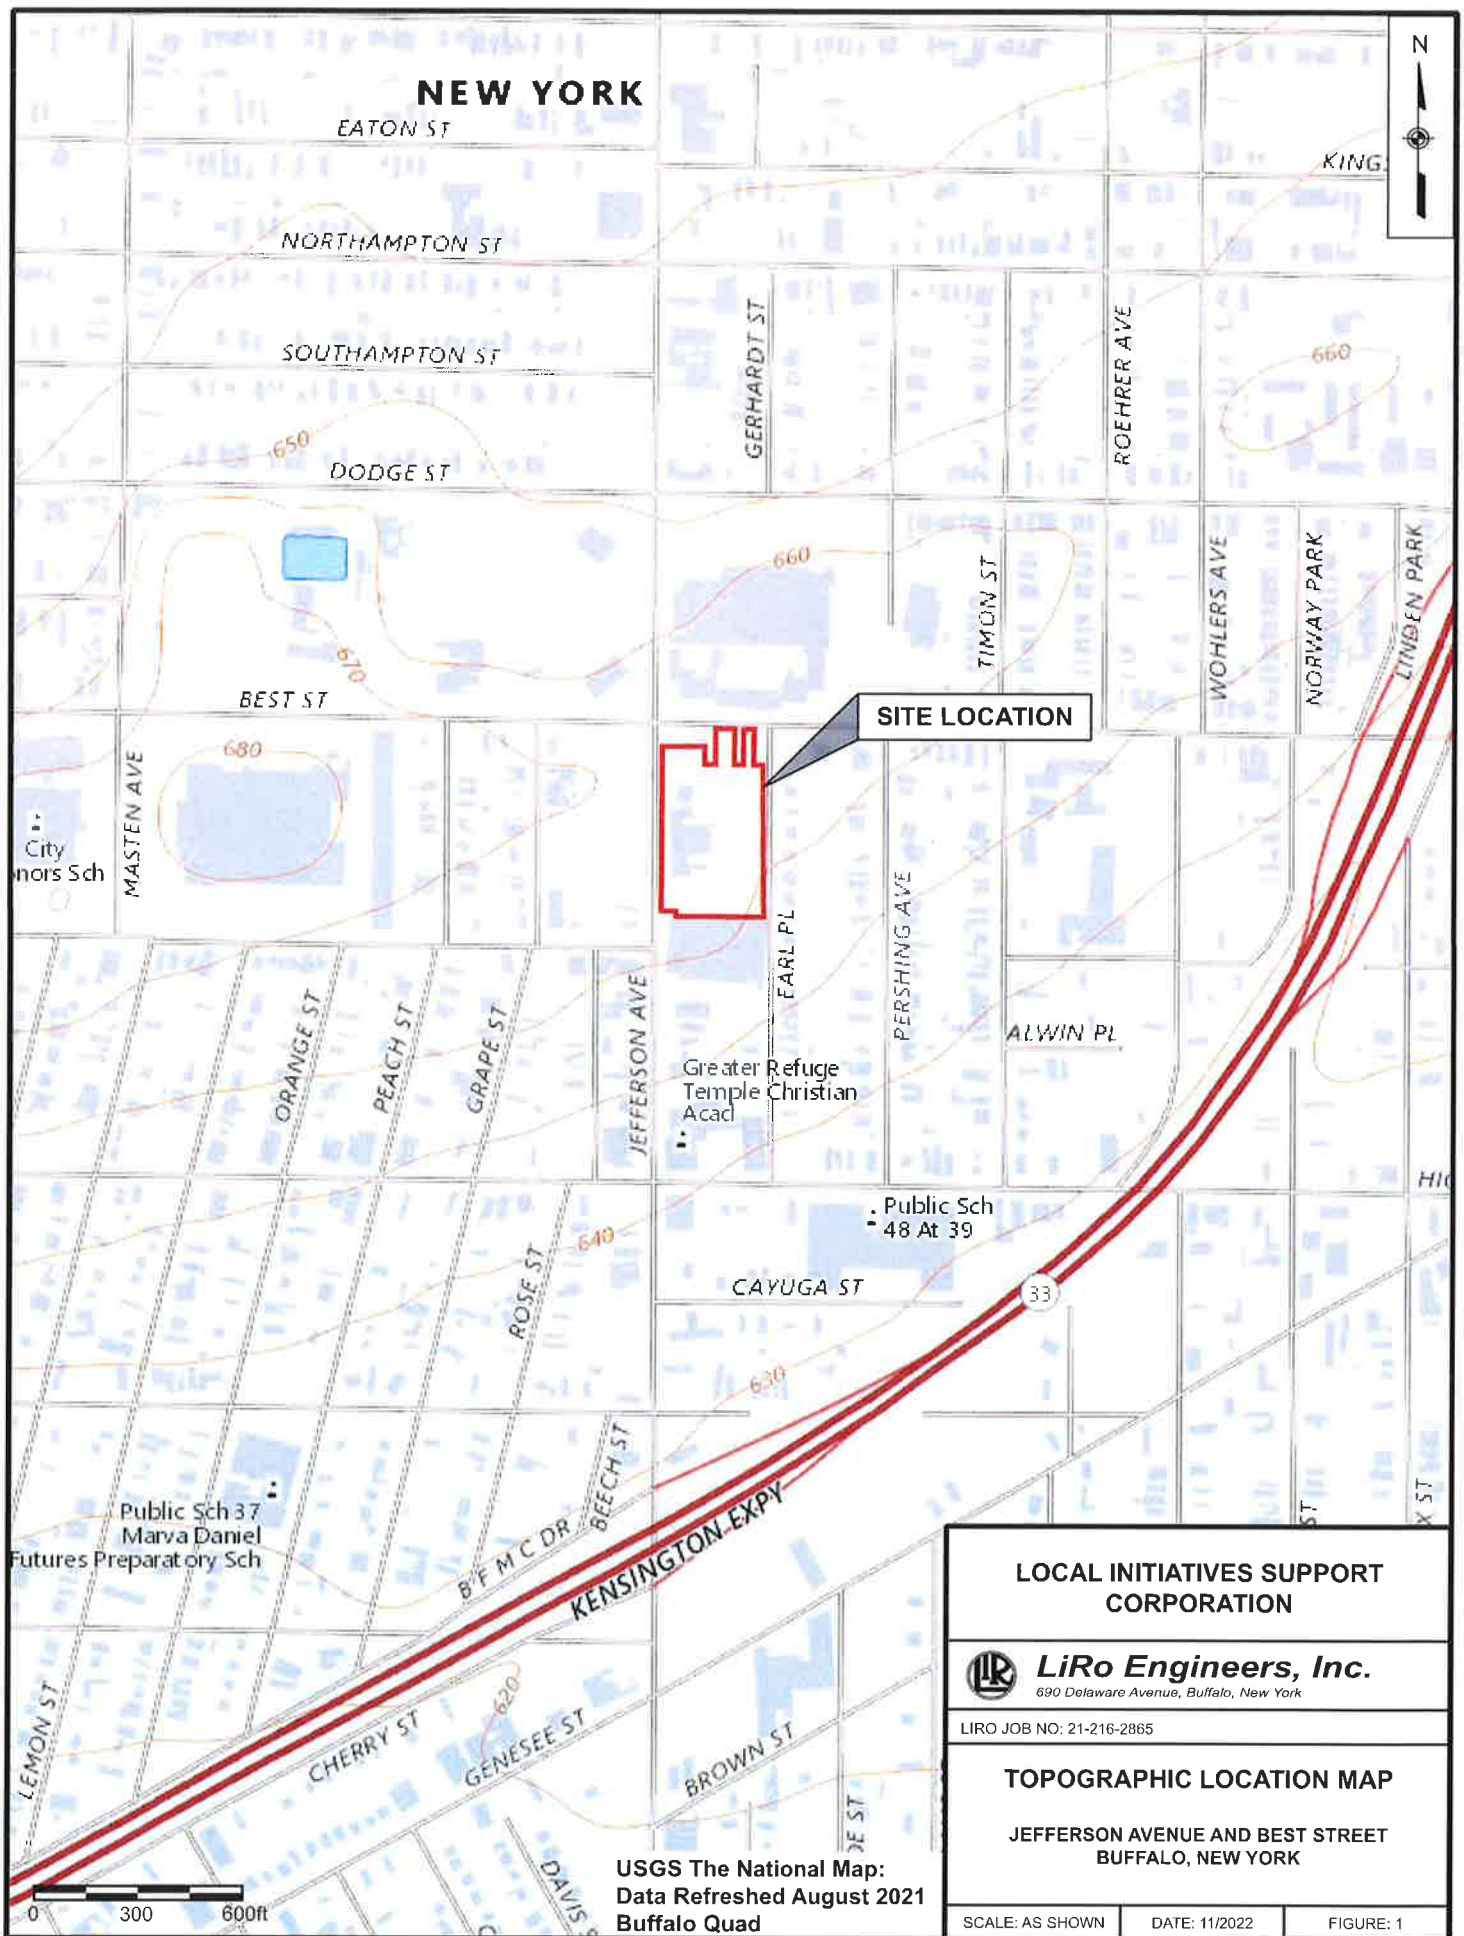 N
NEW YORK
EATON ST
KING
NORTHAMPTON ST
GERHARDT ST
ROEHRER AVE
SOUTHAMPTON ST
660
650
DODGE ST
660
TIMON ST
WOHLERS AVE
NORWAY PARK
LINDEN PARK
670
BEST ST
SITE LOCATION
680
MASTEN AVE
City
nors Sch
EARL PL
PERSHING AVE
ORANGE ST
PEACH ST
GRAPE ST
JEFFERSON AVE
ALWIN PL
Greater Refuge
Temple Christian
Acad
HIG
Public Sch
48 At 39
640
ROSE ST
CAYUGA ST
33
630
BEECH ST
Public Sch 37
Marva Daniel
Futures Preparatory Sch
B F M C DR
KENSINGTON EXPY
ST
X ST
LEMON ST
CHERRY ST
620
GENESEE ST
BROWN ST
DE ST
DAVIS S
0 300 600ft
USGS The National Map:
Data Refreshed August 2021
Buffalo Quad
LOCAL INITIATIVES SUPPORT
CORPORATION
LiRo Engineers, Inc.
690 Delaware Avenue, Buffalo, New York
LIRO JOB NO: 21-216-2865
TOPOGRAPHIC LOCATION MAP
JEFFERSON AVENUE AND BEST STREET
BUFFALO, NEW YORK
SCALE: AS SHOWN
DATE: 11/2022
FIGURE: 1